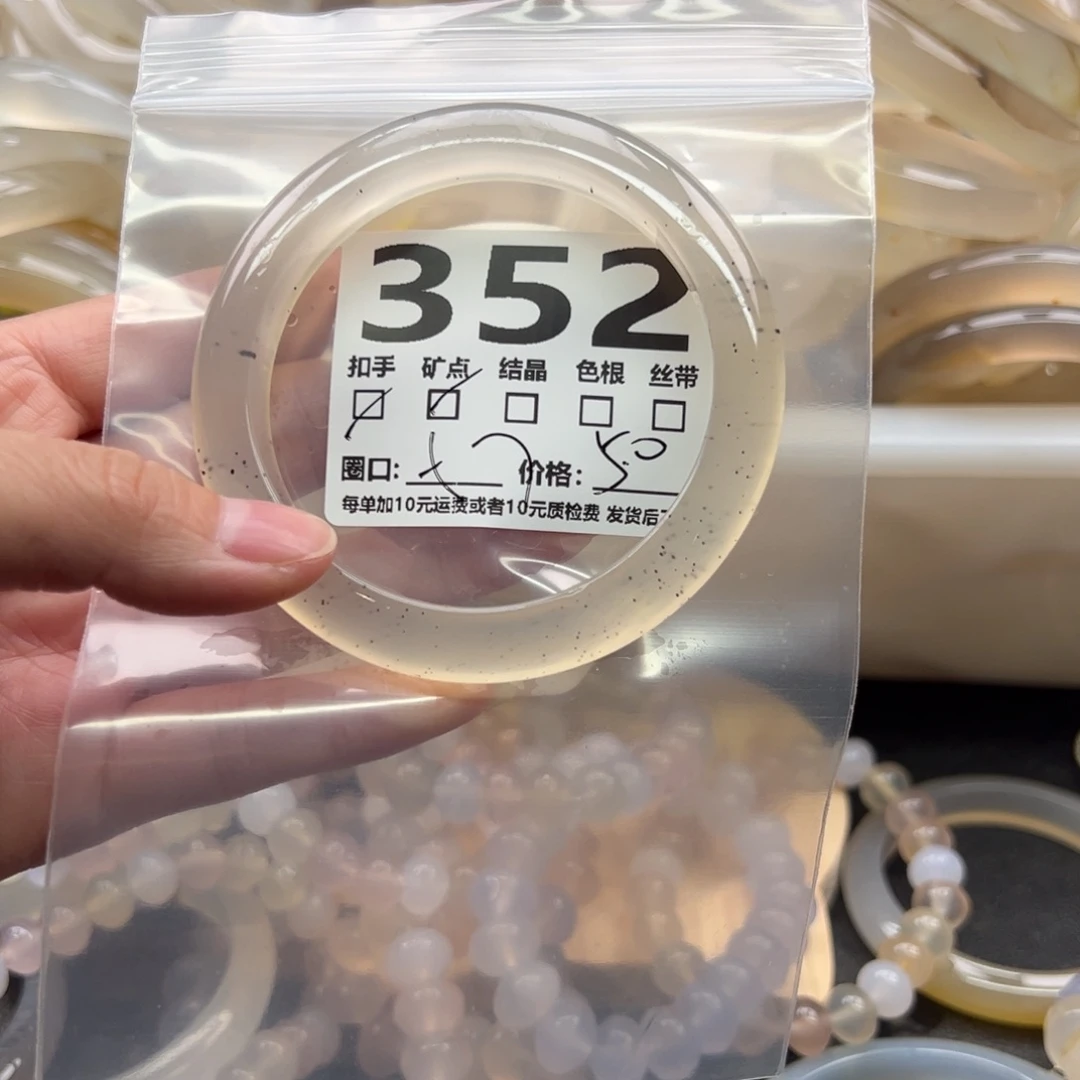 352
扣手 矿点 结晶 色根 丝带
圈口: 价格:
每单加10元运费或者10元质检费 发货后